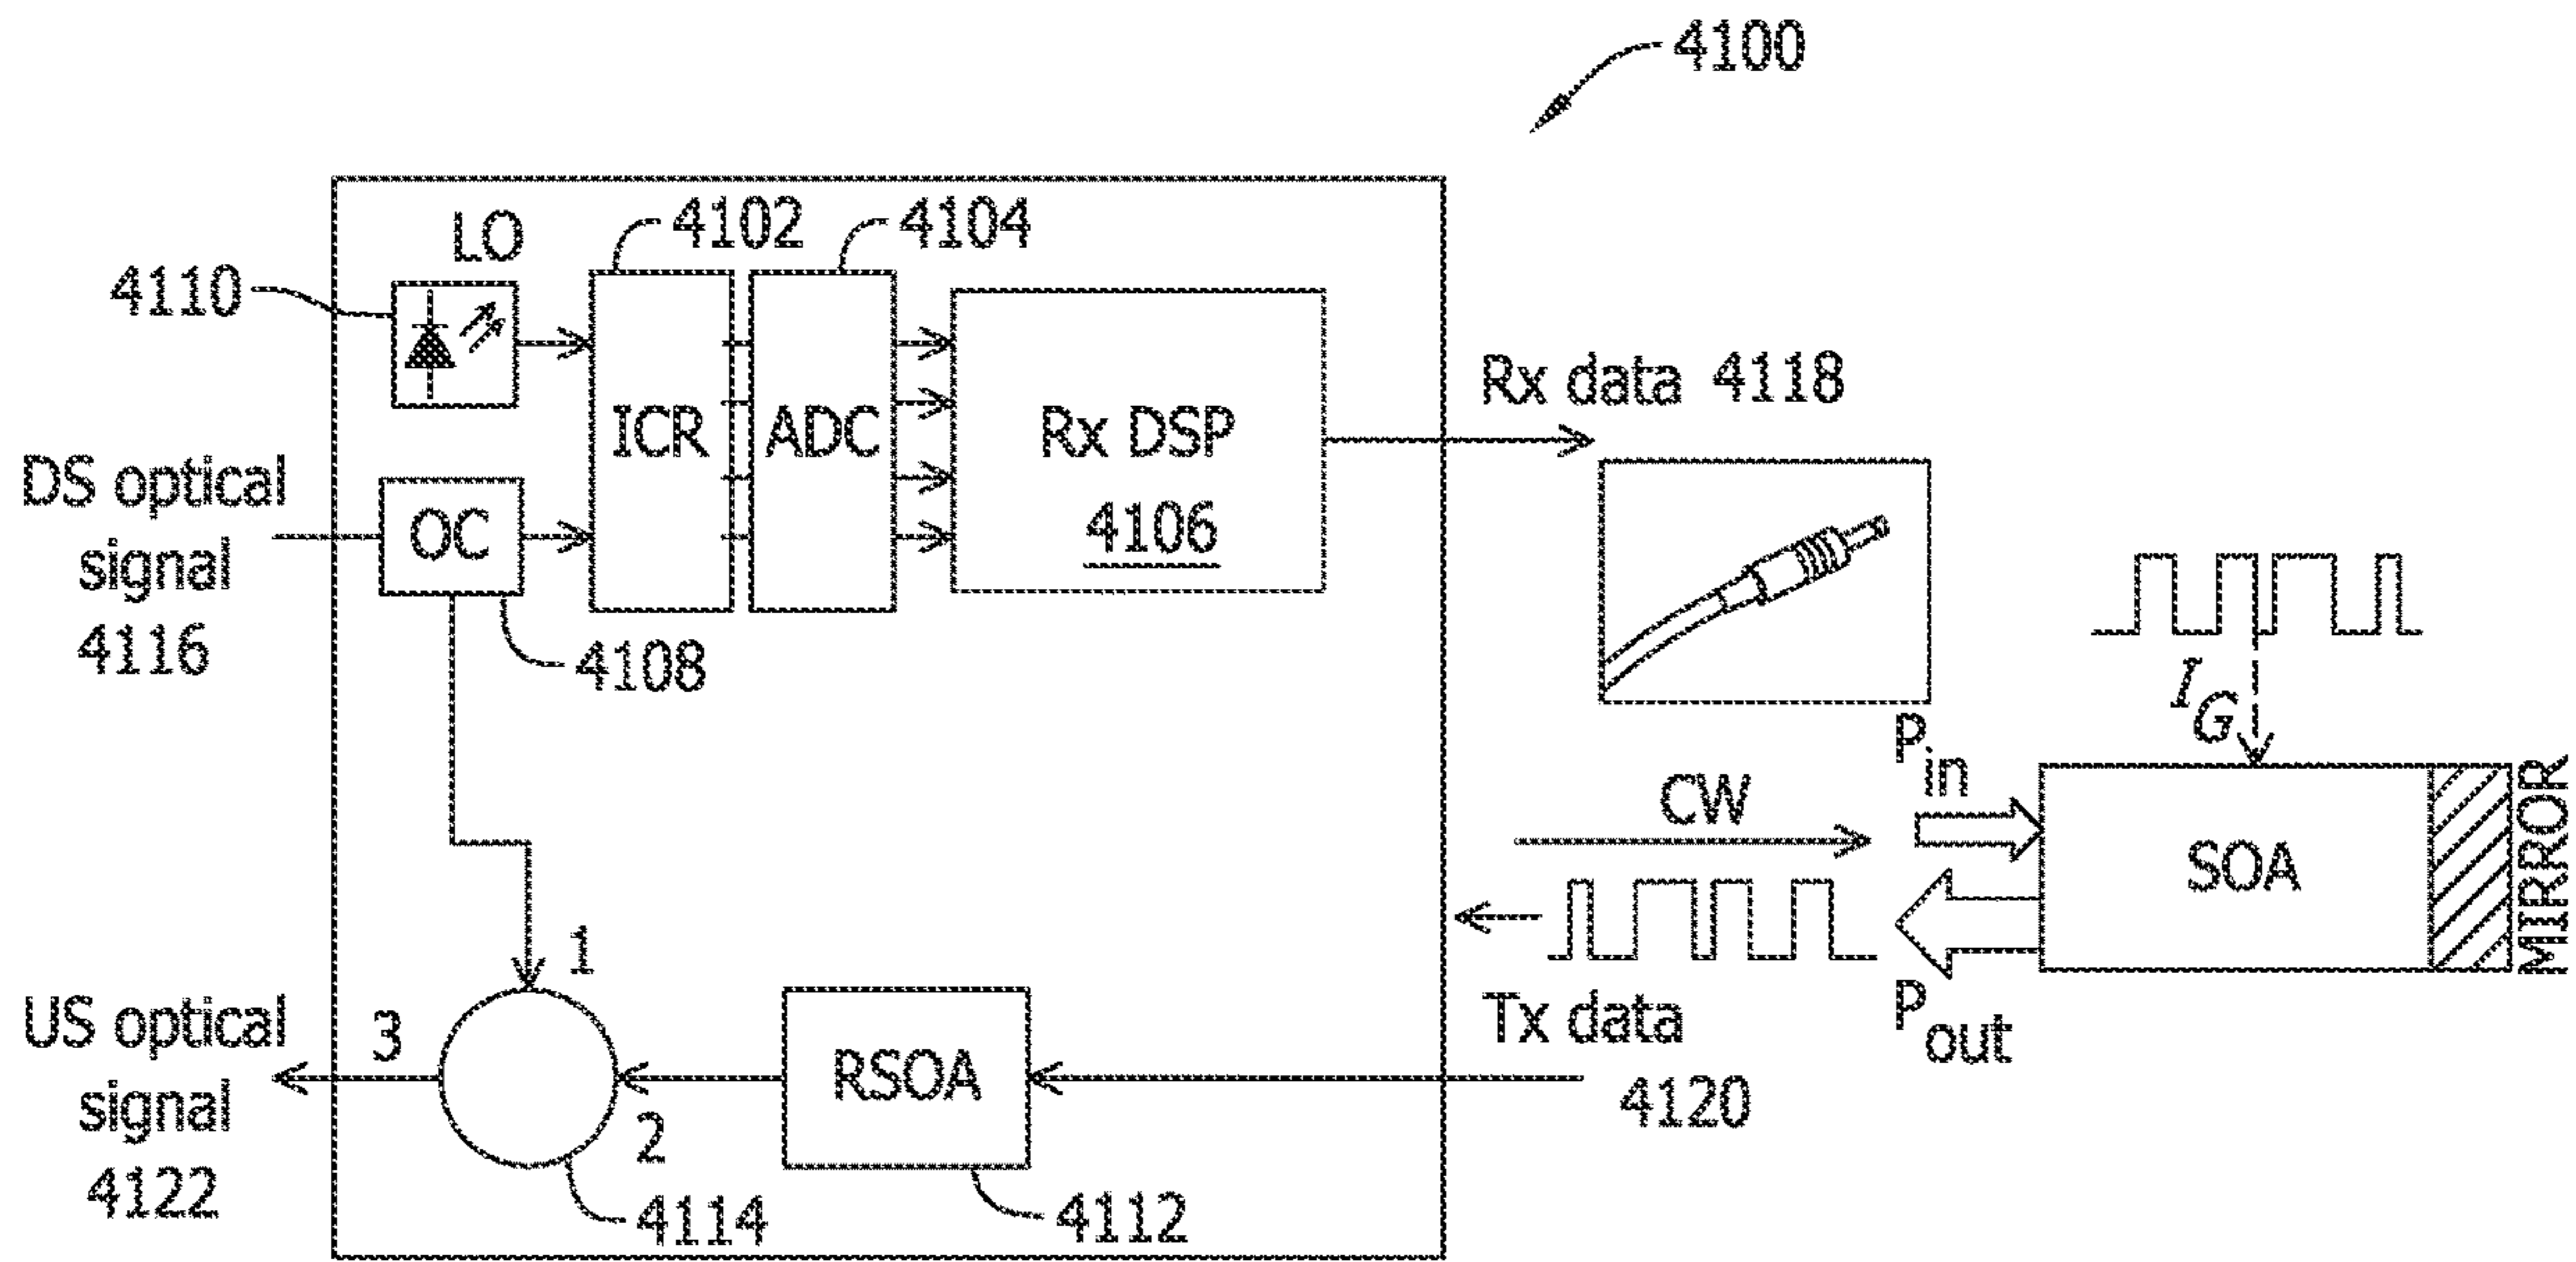 4100
LO
4102
4104
4110
ICR
ADC
Rx DSP
4106
Rx data 4118
DS optical
signal
4116
OC
4108
I_G
P_in
CW
SOA
MIRROR
P_out
1
US optical
signal
4122
3
2
RSOA
Tx data
4120
4114
4112